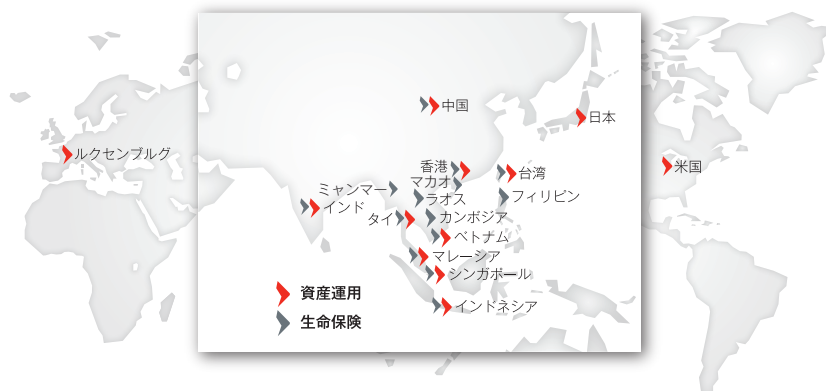 中国
日本
ルクセンブルグ
香港
台湾
米国
マカオ
ミャンマー
ラオス
フィリピン
インド
タイ
カンボジア
ベトナム
マレーシア
シンガポール
資産運用
インドネシア
生命保険